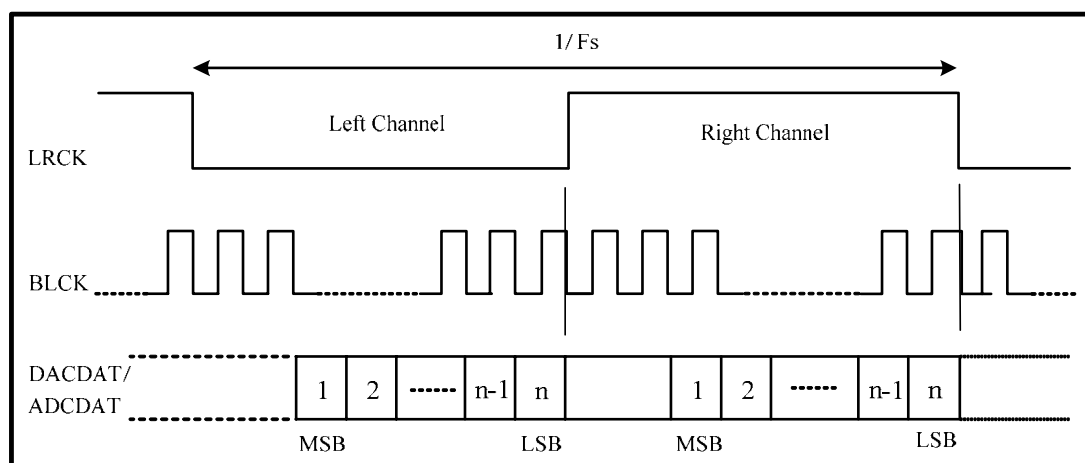 1/Fs
Left Channel
Right Channel
LRCK
BLCK
DACDAT/
ADCDAT
1 2 n-1 n 1 2 n-1 n
MSB LSB MSB LSB